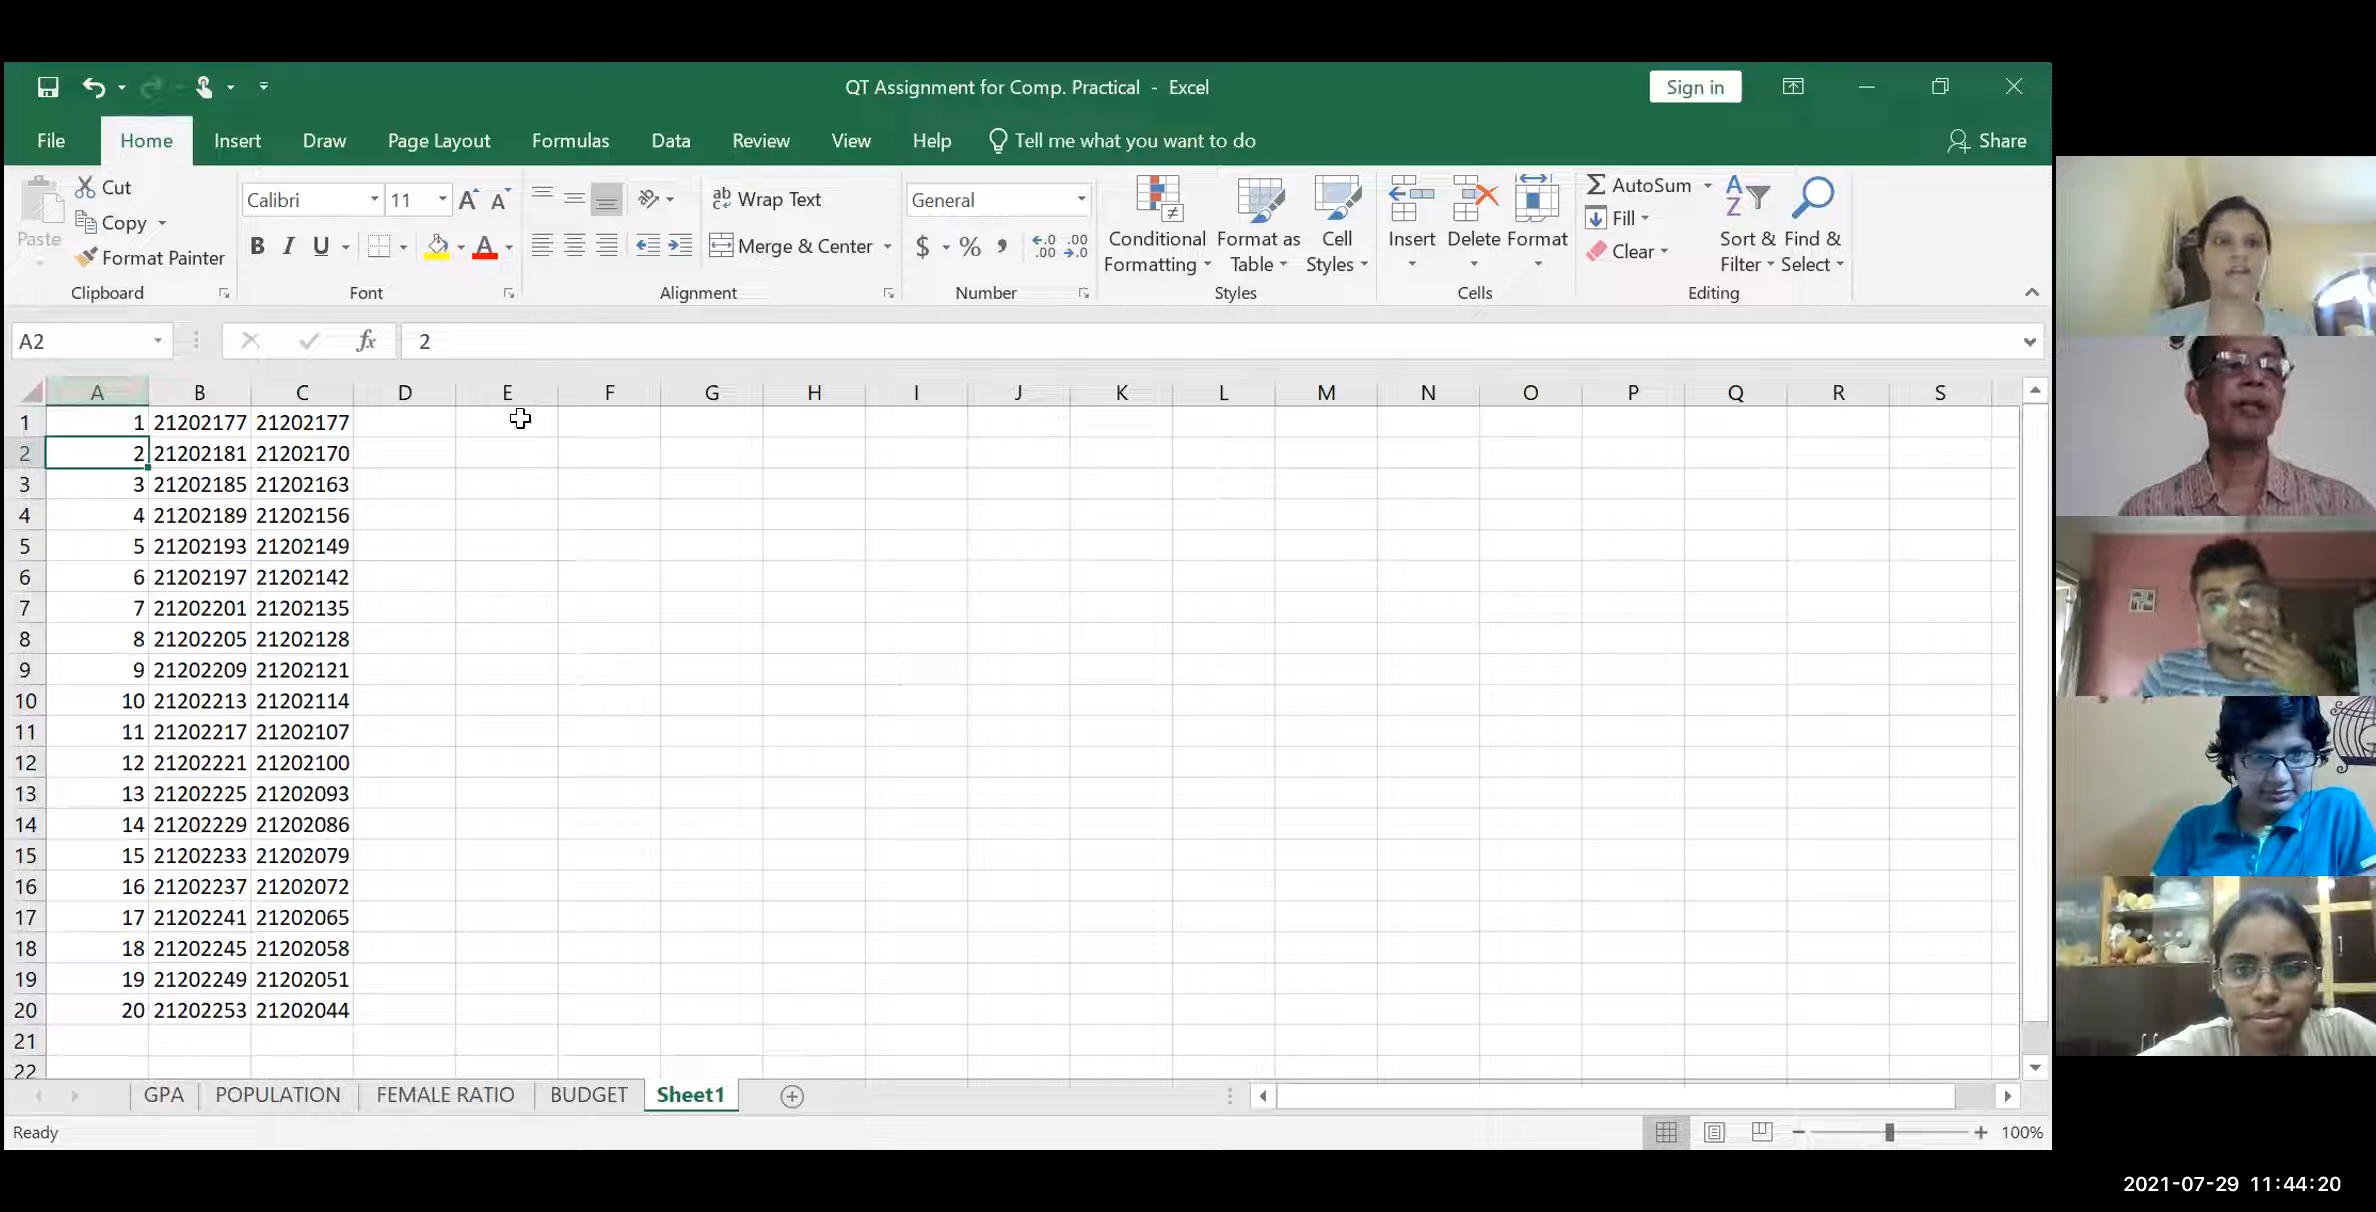 QT Assignment for Comp. Practical - Excel
Sign in
File Home Insert Draw Page Layout Formulas Data Review View Help Tell me what you want to do Share
Paste
Cut
Copy
Format Painter
Clipboard
Calibri 11
B I U
Font
Wrap Text
Merge & Center
Alignment
General
$ % ,
Number
Conditional Formatting
Format as Table
Cell Styles
Styles
Insert Delete Format
Cells
AutoSum
Fill
Clear
Sort & Filter
Find & Select
Editing
A2 fx 2
A B C D E F G H I J K L M N O P Q R S
1 1 21202177 21202177
2 2 21202181 21202170
3 3 21202185 21202163
4 4 21202189 21202156
5 5 21202193 21202149
6 6 21202197 21202142
7 7 21202201 21202135
8 8 21202205 21202128
9 9 21202209 21202121
10 10 21202213 21202114
11 11 21202217 21202107
12 12 21202221 21202100
13 13 21202225 21202093
14 14 21202229 21202086
15 15 21202233 21202079
16 16 21202237 21202072
17 17 21202241 21202065
18 18 21202245 21202058
19 19 21202249 21202051
20 20 21202253 21202044
21
22
GPA POPULATION FEMALE RATIO BUDGET Sheet1
Ready
100%
2021-07-29 11:44:20